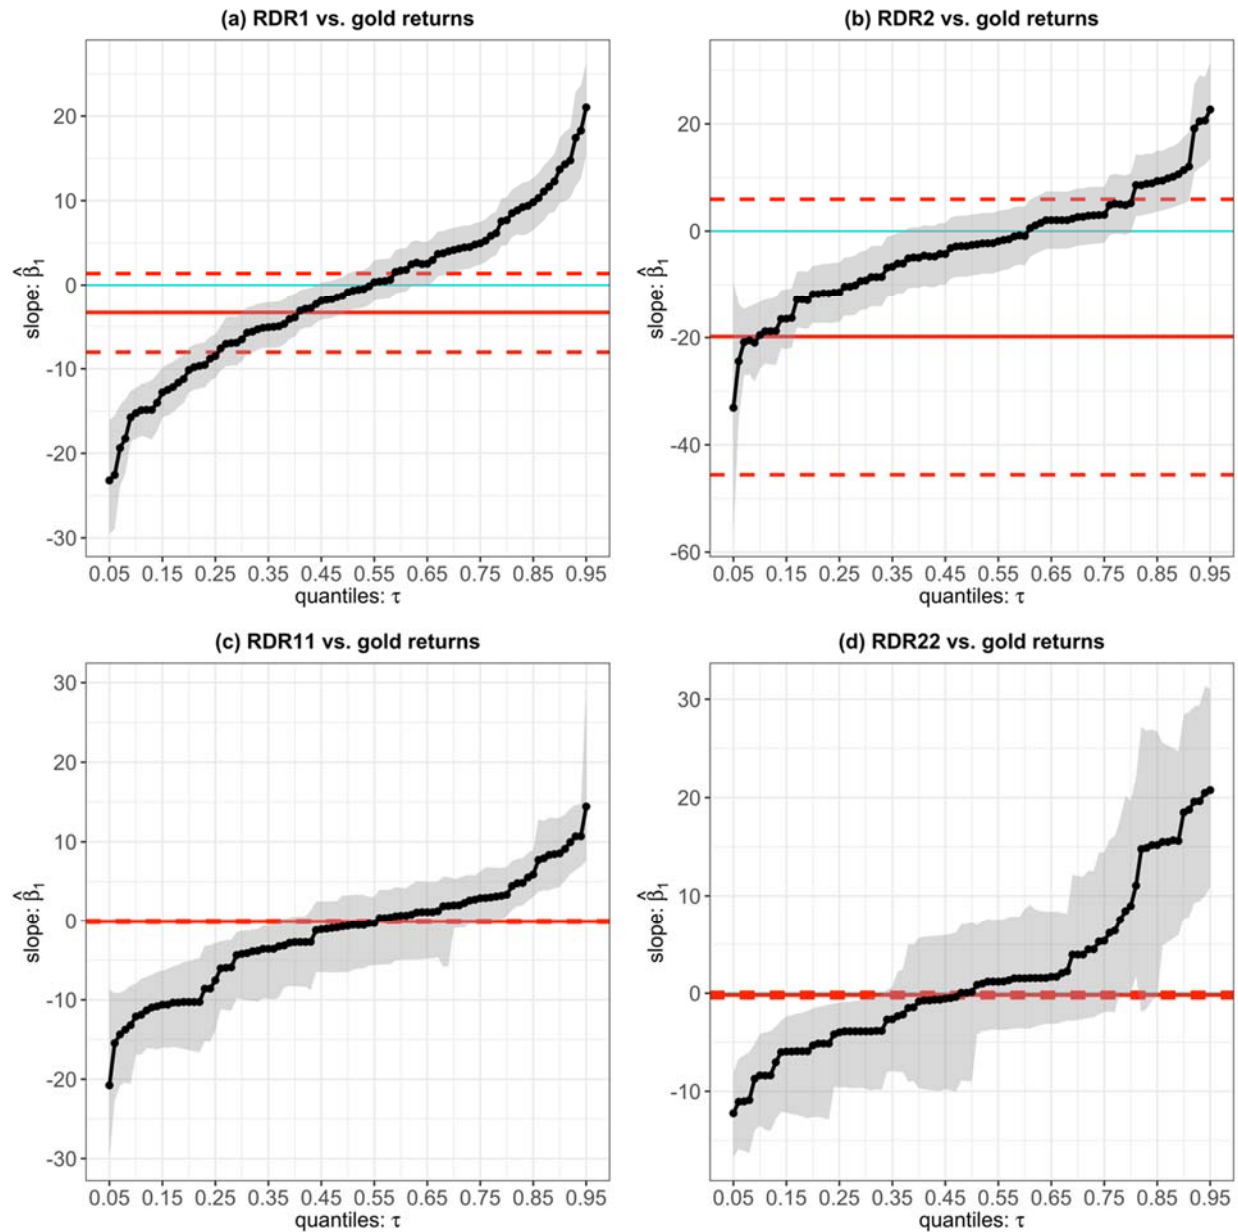 (a) RDR1 vs. gold returns
20
10
0
-10
-20
-30
slope: β̂₁
0.05 0.15 0.25 0.35 0.45 0.55 0.65 0.75 0.85 0.95
quantiles: τ
(b) RDR2 vs. gold returns
20
0
-20
-40
-60
slope: β̂₁
0.05 0.15 0.25 0.35 0.45 0.55 0.65 0.75 0.85 0.95
quantiles: τ
(c) RDR11 vs. gold returns
30
20
10
0
-10
-20
-30
slope: β̂₁
0.05 0.15 0.25 0.35 0.45 0.55 0.65 0.75 0.85 0.95
quantiles: τ
(d) RDR22 vs. gold returns
30
20
10
0
-10
slope: β̂₁
0.05 0.15 0.25 0.35 0.45 0.55 0.65 0.75 0.85 0.95
quantiles: τ